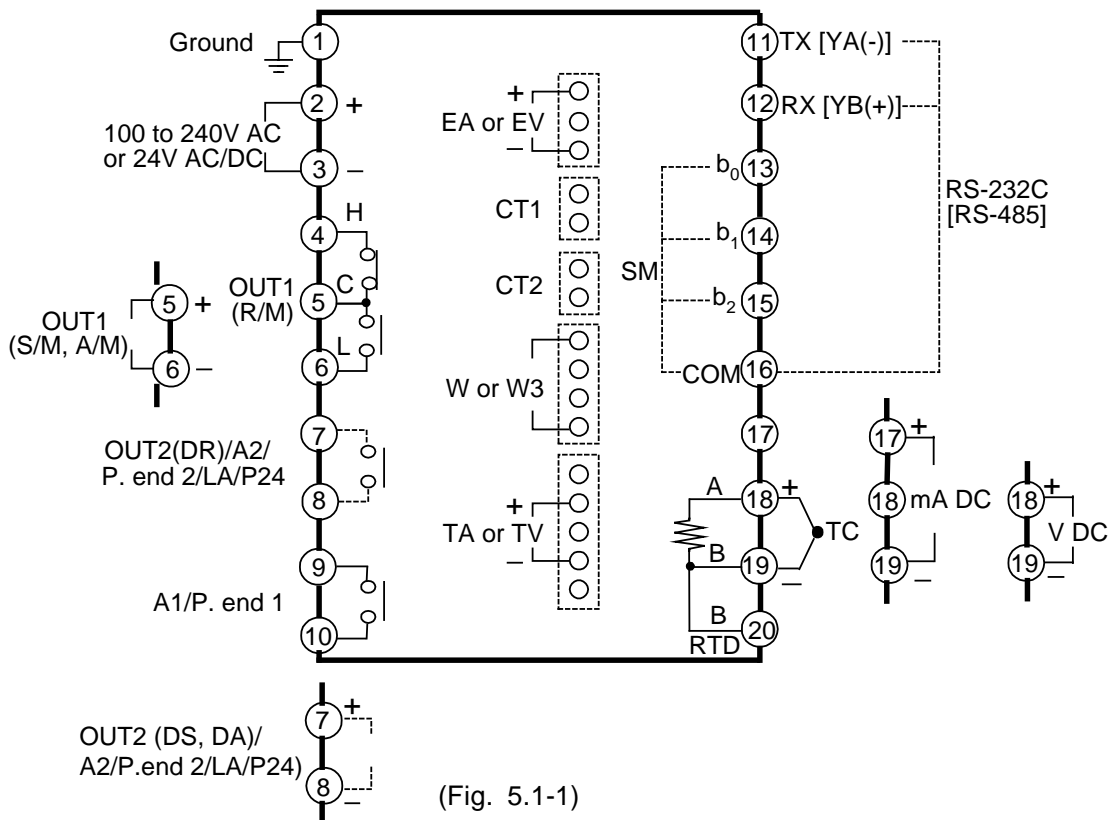 Ground
1
2
+
100 to 240V AC
or 24V AC/DC
3
–
H
4
OUT1
(R/M)
C
5
L
6
5
+
OUT1
(S/M, A/M)
6
–
7
OUT2(DR)/A2/
P. end 2/LA/P24
8
9
A1/P. end 1
10
+
EA or EV
–
CT1
CT2
W or W3
+
TA or TV
–
11
TX [YA(-)]
12
RX [YB(+)]
b0
13
b1
14
SM
b2
15
COM
16
RS-232C
[RS-485]
17
A
18
+
TC
B
19
–
B
20
RTD
17
+
18
mA DC
19
–
18
+
V DC
19
–
7
+
OUT2 (DS, DA)/
A2/P.end 2/LA/P24)
8
–
(Fig. 5.1-1)